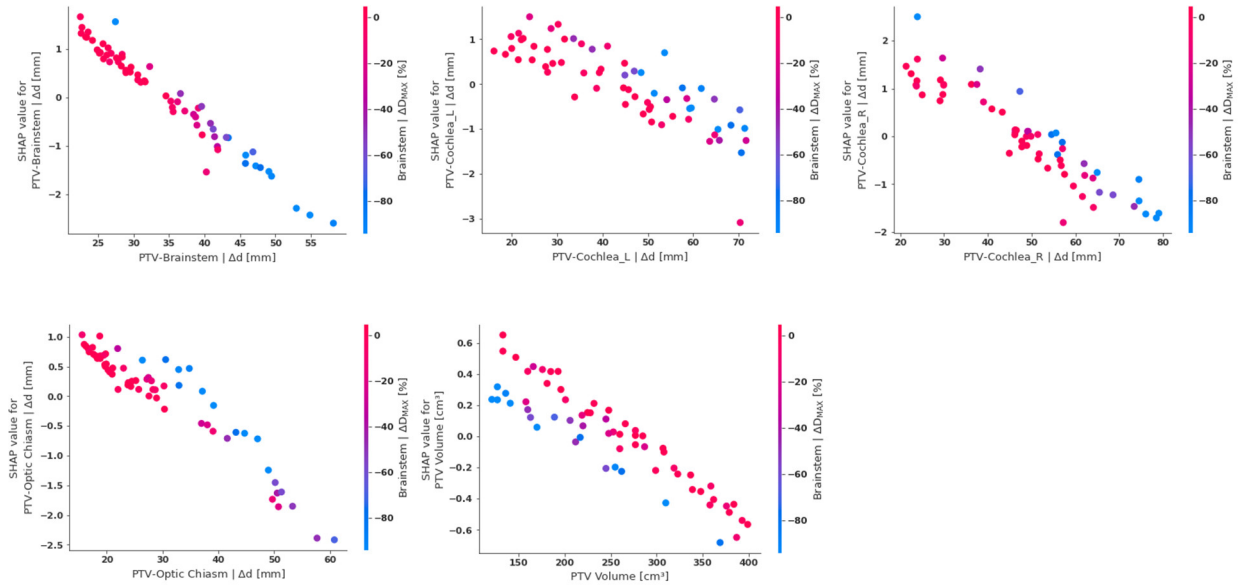 SHAP value for
PTV-Brainstem | Δd [mm]
1
0
−1
−2
25 30 35 40 45 50 55
PTV-Brainstem | Δd [mm]
0
−20
−40
−60
−80
Brainstem | ΔDMAX [%]
SHAP value for
PTV-Cochlea_L | Δd [mm]
1
0
−1
−2
−3
20 30 40 50 60 70
PTV-Cochlea_L | Δd [mm]
0
−20
−40
−60
−80
Brainstem | ΔDMAX [%]
SHAP value for
PTV-Cochlea_R | Δd [mm]
2
1
0
−1
−2
20 30 40 50 60 70 80
PTV-Cochlea_R | Δd [mm]
0
−20
−40
−60
−80
Brainstem | ΔDMAX [%]
SHAP value for
PTV-Optic Chiasm | Δd [mm]
1.0
0.5
0.0
−0.5
−1.0
−1.5
−2.0
−2.5
20 30 40 50 60
PTV-Optic Chiasm | Δd [mm]
0
−20
−40
−60
−80
Brainstem | ΔDMAX [%]
SHAP value for
PTV Volume [cm³]
0.6
0.4
0.2
0.0
−0.2
−0.4
−0.6
150 200 250 300 350 400
PTV Volume [cm³]
0
−20
−40
−60
−80
Brainstem | ΔDMAX [%]